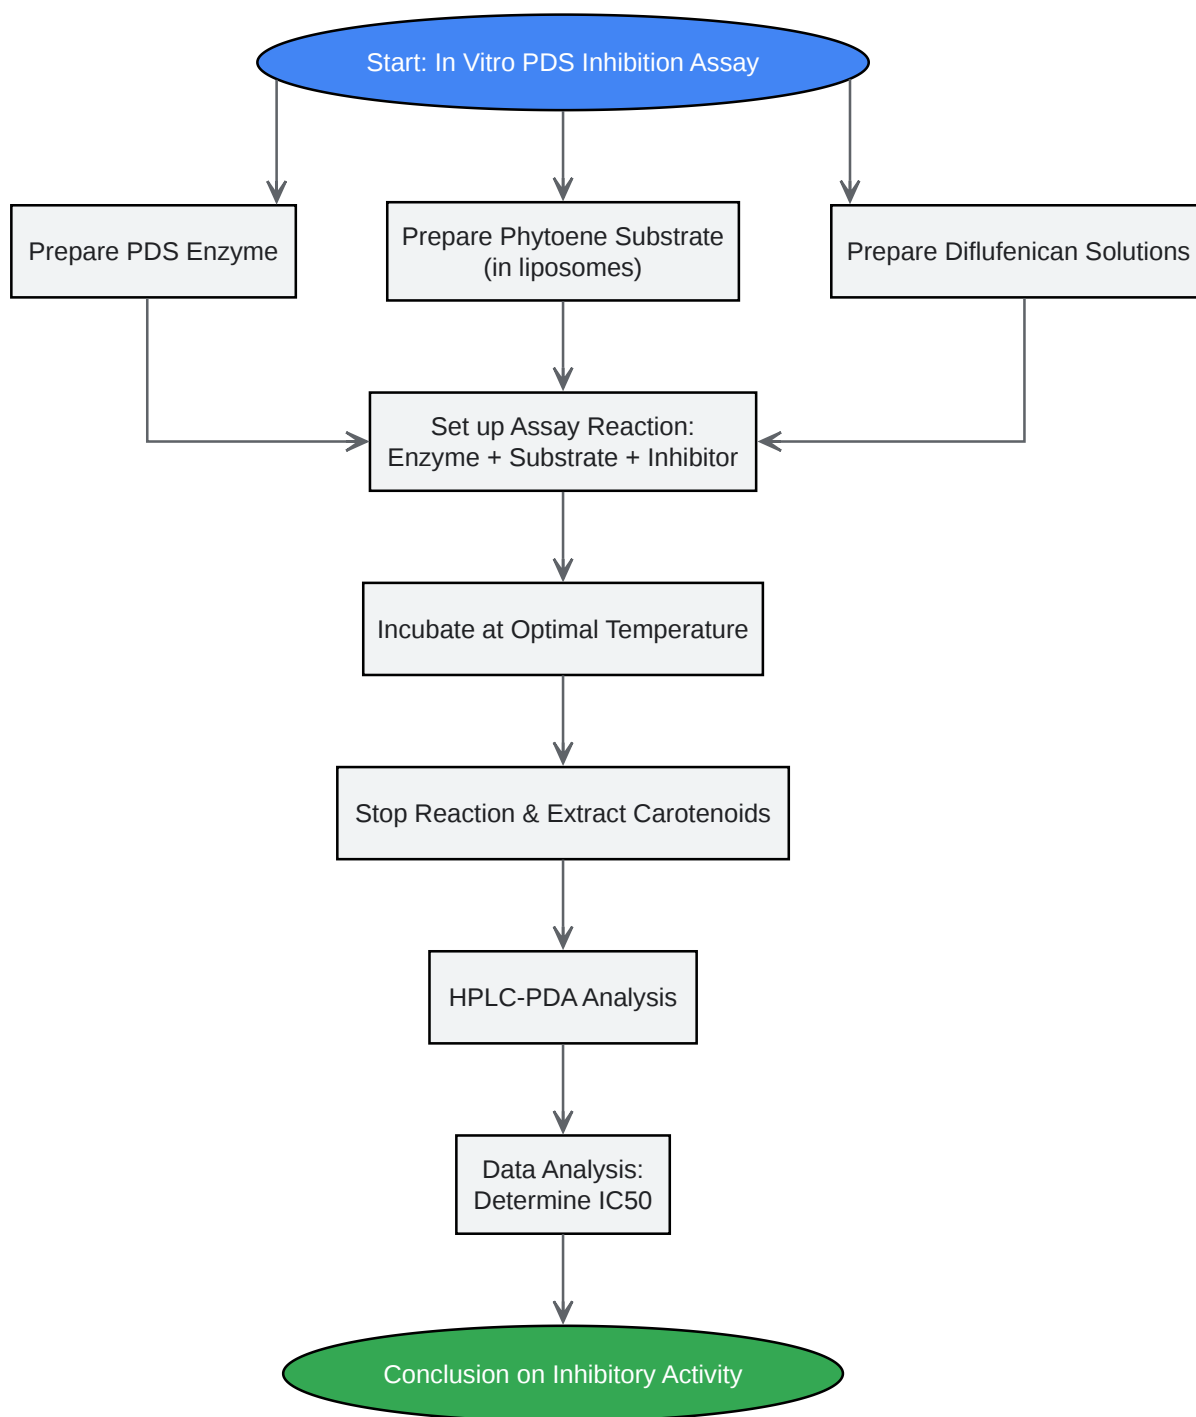 Start: In Vitro PDS Inhibition Assay
Prepare PDS Enzyme
Prepare Phytoene Substrate
(in liposomes)
Prepare Diflufenican Solutions
Set up Assay Reaction:
Enzyme + Substrate + Inhibitor
Incubate at Optimal Temperature
Stop Reaction & Extract Carotenoids
HPLC-PDA Analysis
Data Analysis:
Determine IC50
Conclusion on Inhibitory Activity